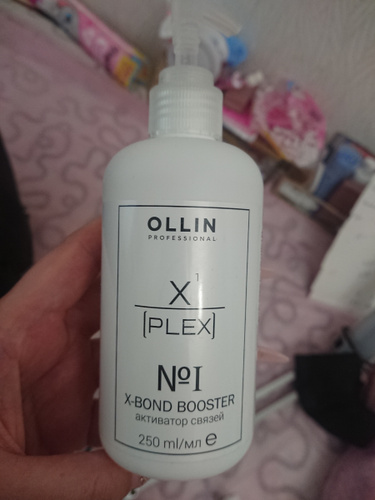 OLLIN
PROFESSIONAL
X¹
[PLEX]
№1
X-BOND BOOSTER
активатор связей
250 ml/мл ℮